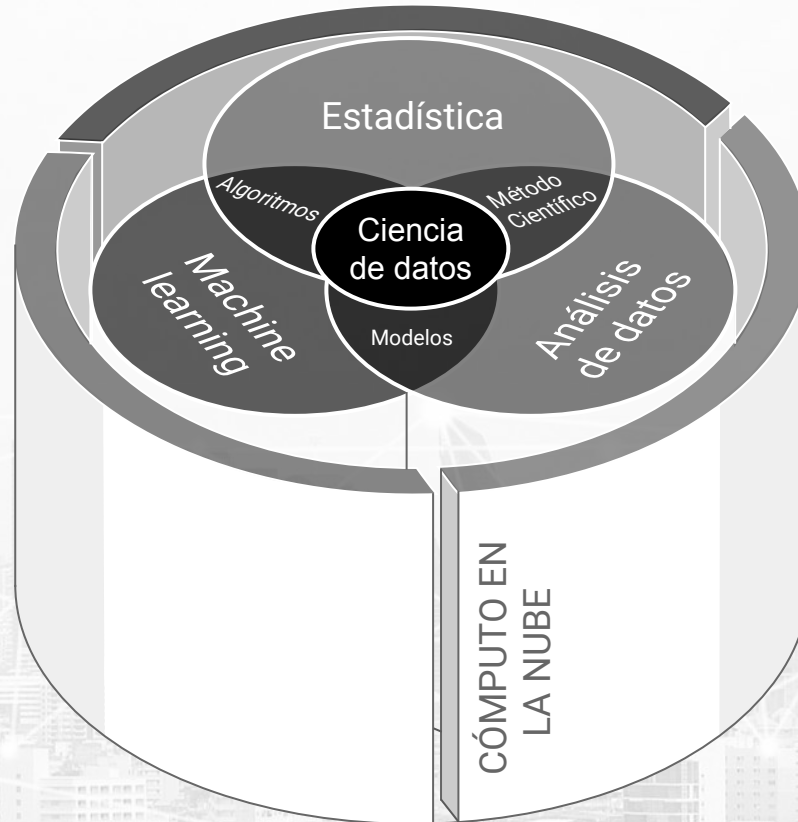 Estadística
Algoritmos
Método
Científico
Ciencia
de datos
Machine
learning
Modelos
Análisis
de datos
CÓMPUTO EN
LA NUBE